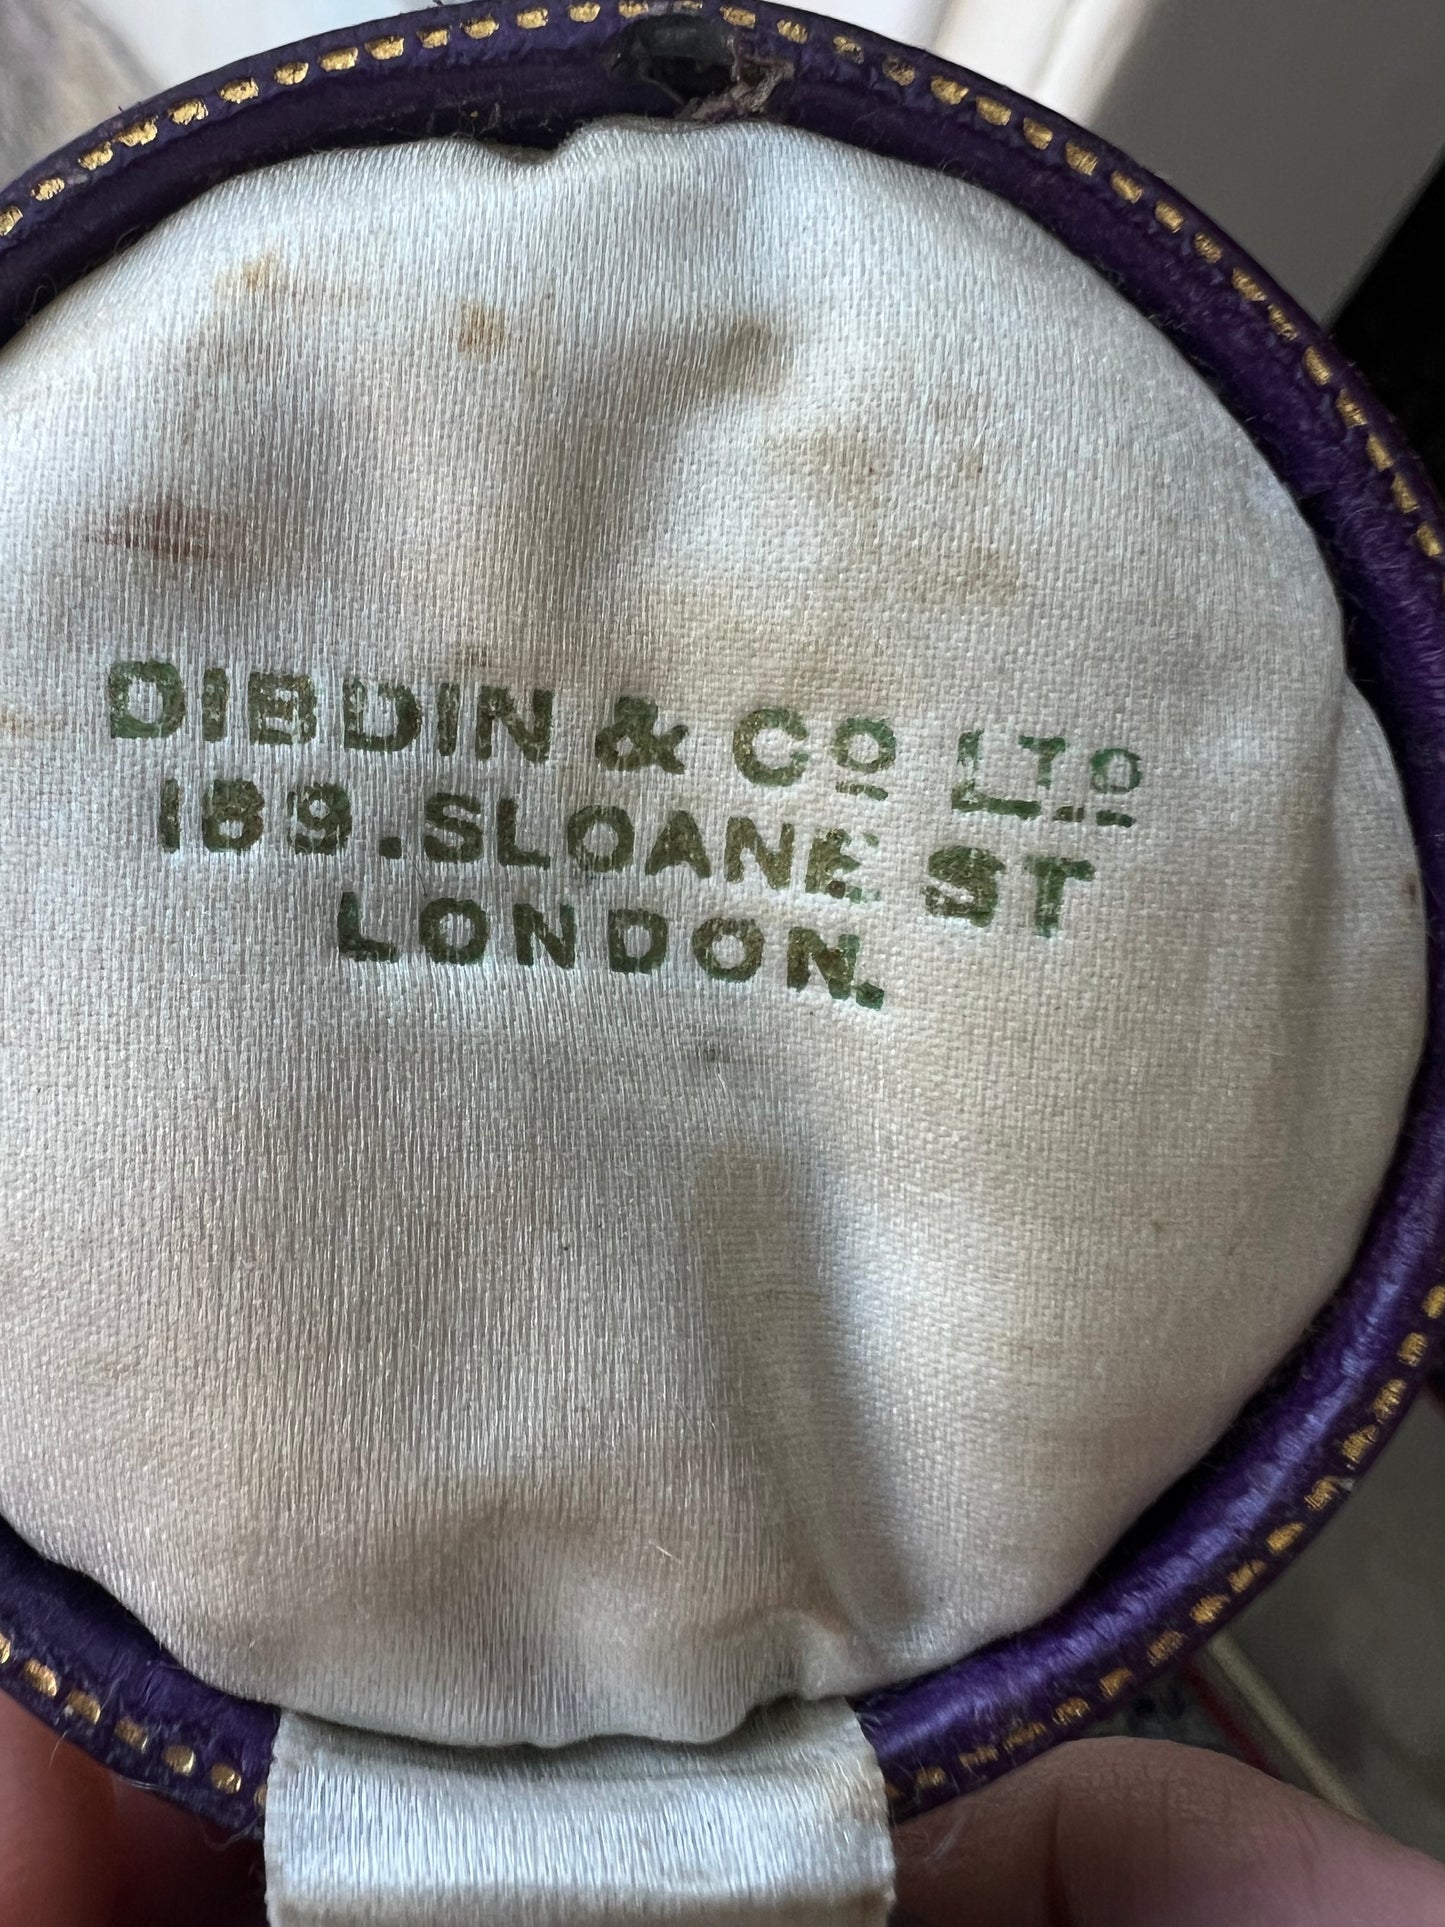 DIBDIN & Co LTD
189. SLOANE ST
LONDON.